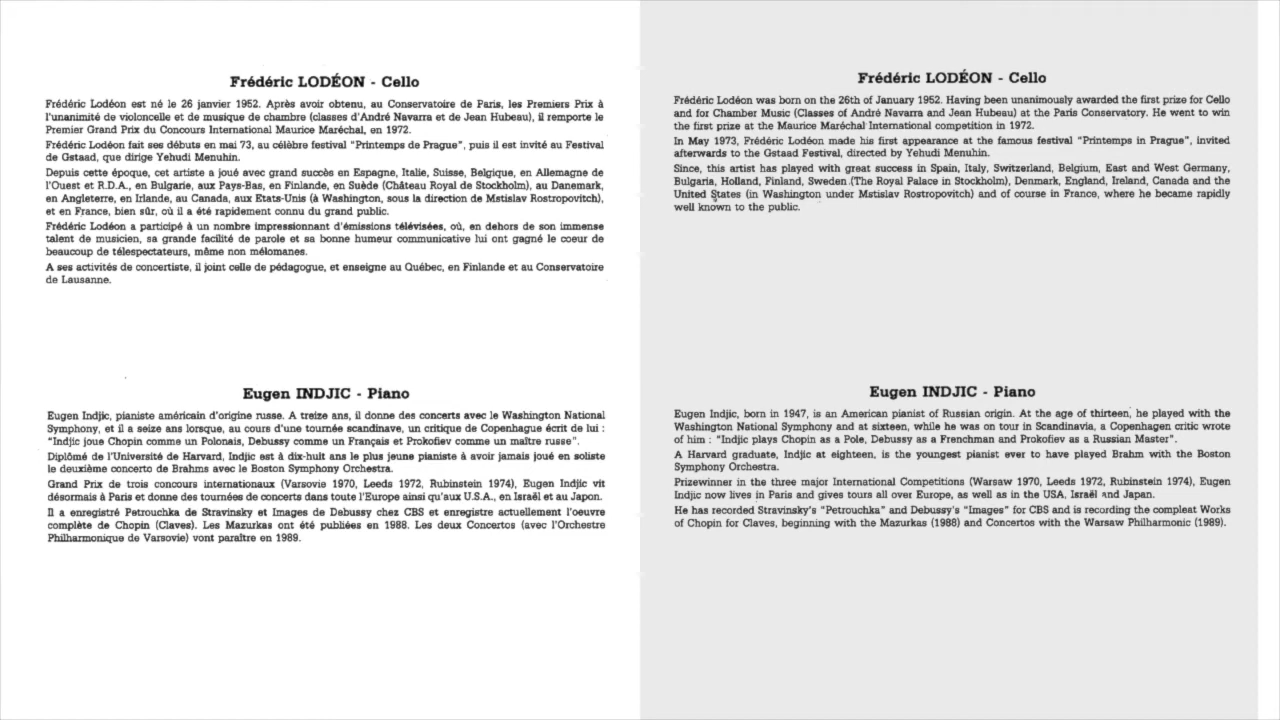 Frédéric LODÉON - Cello
Frédéric Lodéon est né le 26 janvier 1952. Après avoir obtenu, au Conservatoire de Paris, les Premiers Prix à
l'unanimité de violoncelle et de musique de chambre (classes d'André Navarra et de Jean Hubeau), il remporte le
Premier Grand Prix du Concours International Maurice Maréchal, en 1972.
Frédéric Lodéon fait ses débuts en mai 73, au célèbre festival "Printemps de Prague", puis il est invité au Festival
de Gstaad, que dirige Yehudi Menuhin.
Depuis cette époque, cet artiste a joué avec grand succès en Espagne, Italie, Suisse, Belgique, en Allemagne de
l'Ouest et R.D.A., en Bulgarie, aux Pays-Bas, en Finlande, en Suède (Château Royal de Stockholm), au Danemark,
en Angleterre, en Irlande, au Canada, aux Etats-Unis (à Washington, sous la direction de Mstislav Rostropovitch),
et en France, bien sûr, où il a été rapidement connu du grand public.
Frédéric Lodéon a participé à un nombre impressionnant d'émissions télévisées, où, en dehors de son immense
talent de musicien, sa grande facilité de parole et sa bonne humeur communicative lui ont gagné le coeur de
beaucoup de télespectateurs, même non mélomanes.
A ses activités de concertiste, il joint celle de pédagogue, et enseigne au Québec, en Finlande et au Conservatoire
de Lausanne.
Eugen INDJIC - Piano
Eugen Indjic, pianiste américain d'origine russe. A treize ans, il donne des concerts avec le Washington National
Symphony, et il a seize ans lorsque, au cours d'une tournée scandinave, un critique de Copenhague écrit de lui :
"Indjic joue Chopin comme un Polonais, Debussy comme un Français et Prokofiev comme un maître russe".
Diplômé de l'Université de Harvard, Indjic est à dix-huit ans le plus jeune pianiste à avoir jamais joué en soliste
le deuxième concerto de Brahms avec le Boston Symphony Orchestra.
Grand Prix de trois concours internationaux (Varsovie 1970, Leeds 1972, Rubinstein 1974), Eugen Indjic vit
désormais à Paris et donne des tournées de concerts dans toute l'Europe ainsi qu'aux U.S.A., en Israël et au Japon.
Il a enregistré Petrouchka de Stravinsky et Images de Debussy chez CBS et enregistre actuellement l'oeuvre
complète de Chopin (Claves). Les Mazurkas ont été publiées en 1988. Les deux Concertos (avec l'Orchestre
Philharmonique de Varsovie) vont paraître en 1989.
Frédéric LODÉON - Cello
Frédéric Lodéon was born on the 26th of January 1952. Having been unanimously awarded the first prize for Cello
and for Chamber Music (Classes of André Navarra and Jean Hubeau) at the Paris Conservatory. He went to win
the first prize at the Maurice Maréchal International competition in 1972.
In May 1973, Frédéric Lodéon made his first appearance at the famous festival "Printemps in Prague", invited
afterwards to the Gstaad Festival, directed by Yehudi Menuhin.
Since, this artist has played with great success in Spain, Italy, Switzerland, Belgium, East and West Germany,
Bulgaria, Holland, Finland, Sweden (The Royal Palace in Stockholm), Denmark, England, Ireland, Canada and the
United States (in Washington under Mstislav Rostropovitch) and of course in France, where he became rapidly
well known to the public.
Eugen INDJIC - Piano
Eugen Indjic, born in 1947, is an American pianist of Russian origin. At the age of thirteen, he played with the
Washington National Symphony and at sixteen, while he was on tour in Scandinavia, a Copenhagen critic wrote
of him : "Indjic plays Chopin as a Pole, Debussy as a Frenchman and Prokofiev as a Russian Master".
A Harvard graduate, Indjic at eighteen, is the youngest pianist ever to have played Brahm with the Boston
Symphony Orchestra.
Prizewinner in the three major International Competitions (Warsaw 1970, Leeds 1972, Rubinstein 1974), Eugen
Indjic now lives in Paris and gives tours all over Europe, as well as in the USA, Israël and Japan.
He has recorded Stravinsky's "Petrouchka" and Debussy's "Images" for CBS and is recording the compleat Works
of Chopin for Claves, beginning with the Mazurkas (1988) and Concertos with the Warsaw Philharmonic (1989).